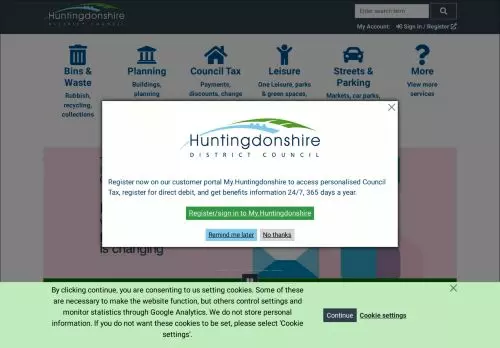 Huntingdonshire
DISTRICT COUNCIL
Enter search term
My Account: Sign in / Register
Bins & Waste
Rubbish, recycling, collections
Planning
Buildings, planning
Council Tax
Payments, discounts, change
Leisure
One Leisure, parks & green spaces,
Streets & Parking
Markets, car parks,
More
View more services
Huntingdonshire
DISTRICT COUNCIL
Register now on our customer portal My.Huntingdonshire to access personalised Council
Tax, register for direct debit, and get benefits information 24/7, 365 days a year.
Register/sign in to My.Huntingdonshire
Remind me later
No thanks
is changing
By clicking continue, you are consenting to us setting cookies. Some of these
are necessary to make the website function, but others control settings and
monitor statistics through Google Analytics. We do not store personal
information. If you do not want these cookies to be set, please select 'Cookie
settings'.
Continue
Cookie settings